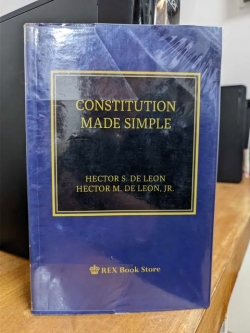 CONSTITUTION
MADE SIMPLE
HECTOR S. DE LEON
HECTOR M. DE LEON, JR.
REX Book Store